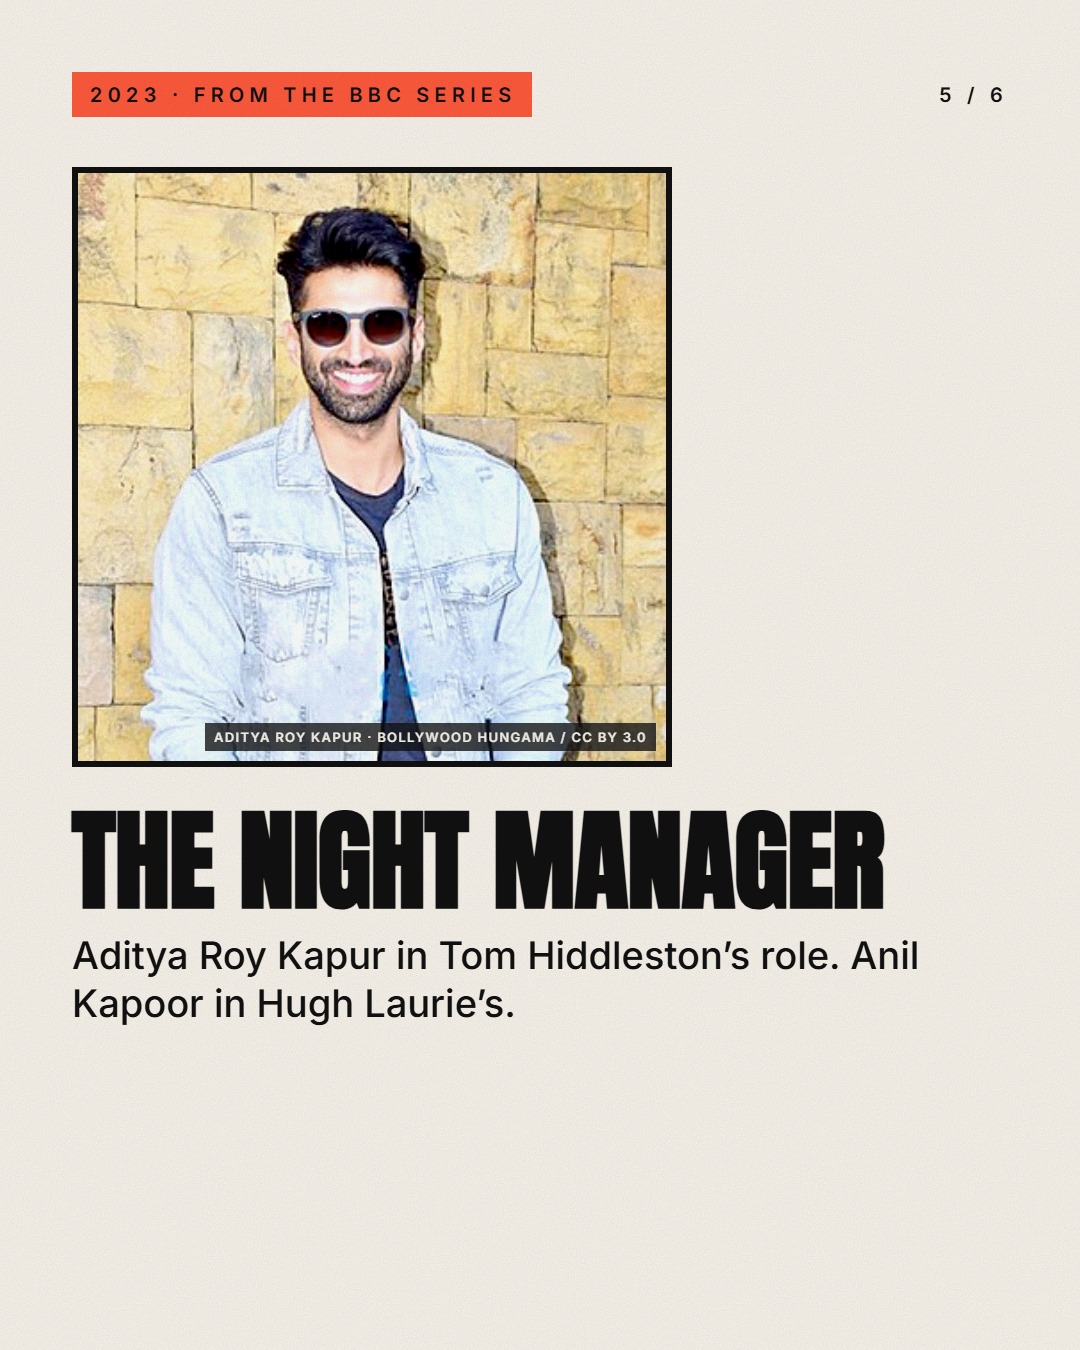 2023 · FROM THE BBC SERIES
5 / 6
ADITYA ROY KAPUR · BOLLYWOOD HUNGAMA / CC BY 3.0
THE NIGHT MANAGER
Aditya Roy Kapur in Tom Hiddleston’s role. Anil
Kapoor in Hugh Laurie’s.